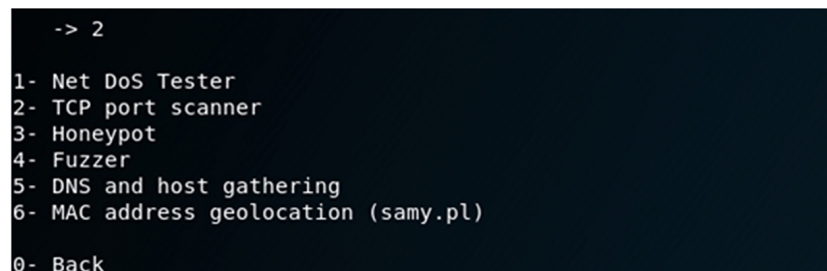 -> 2
1- Net DoS Tester
2- TCP port scanner
3- Honeypot
4- Fuzzer
5- DNS and host gathering
6- MAC address geolocation (samy.pl)
0- Back